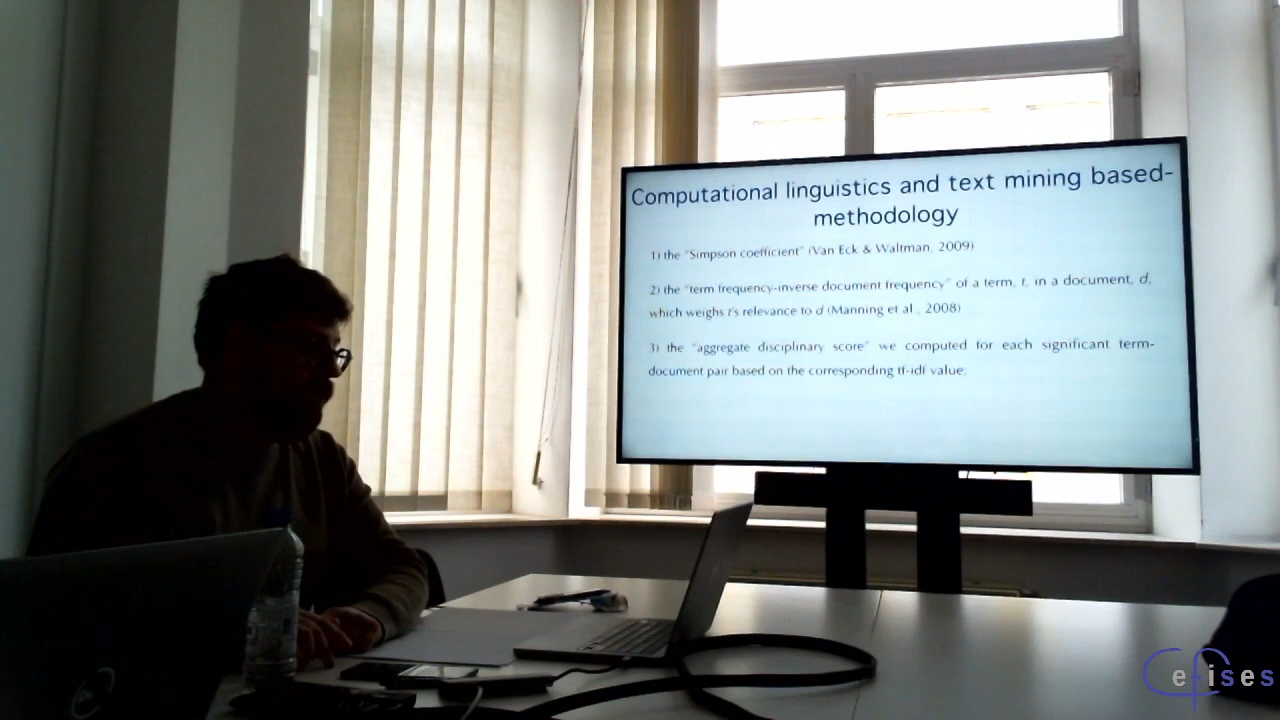 Computational linguistics and text mining based-
methodology
1) the "Simpson coefficient" (Van Eck & Waltman, 2009)
2) the "term frequency-inverse document frequency" of a term, t, in a document, d,
which weighs t's relevance to d (Manning et al., 2008)
3) the "aggregate disciplinary score" we computed for each significant term-
document pair based on the corresponding tf-idf value;
Cefises